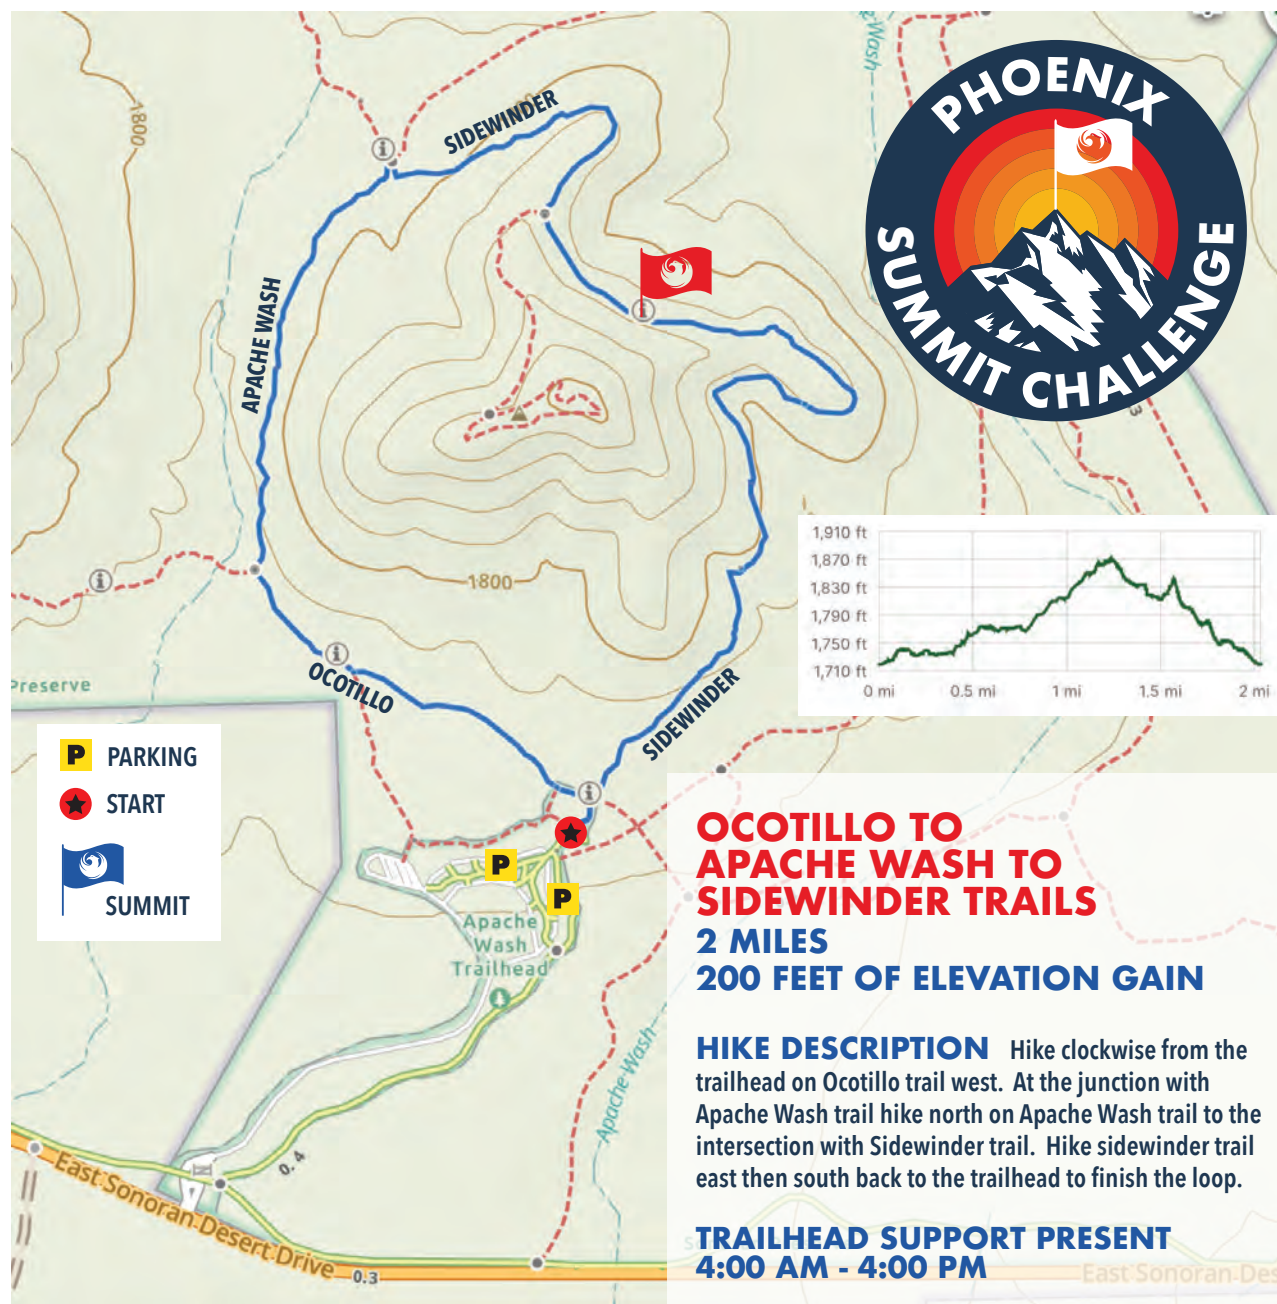 PHOENIX
SUMMIT CHALLENGE
Wash
1800
SIDEWINDER
APACHE WASH
1800
OCOTILLO
SIDEWINDER
Preserve
3
1,910 ft
1,870 ft
1,830 ft
1,790 ft
1,750 ft
1,710 ft
0 mi
0.5 mi
1 mi
1.5 mi
2 mi
P PARKING
START
SUMMIT
P
P
Apache
Wash
Trailhead
Apache Wash
0.4
East Sonoran Desert Drive
0.3
OCOTILLO TO
APACHE WASH TO
SIDEWINDER TRAILS
2 MILES
200 FEET OF ELEVATION GAIN
HIKE DESCRIPTION Hike clockwise from the
trailhead on Ocotillo trail west. At the junction with
Apache Wash trail hike north on Apache Wash trail to the
intersection with Sidewinder trail. Hike sidewinder trail
east then south back to the trailhead to finish the loop.
TRAILHEAD SUPPORT PRESENT
4:00 AM - 4:00 PM
East Sonoran Des